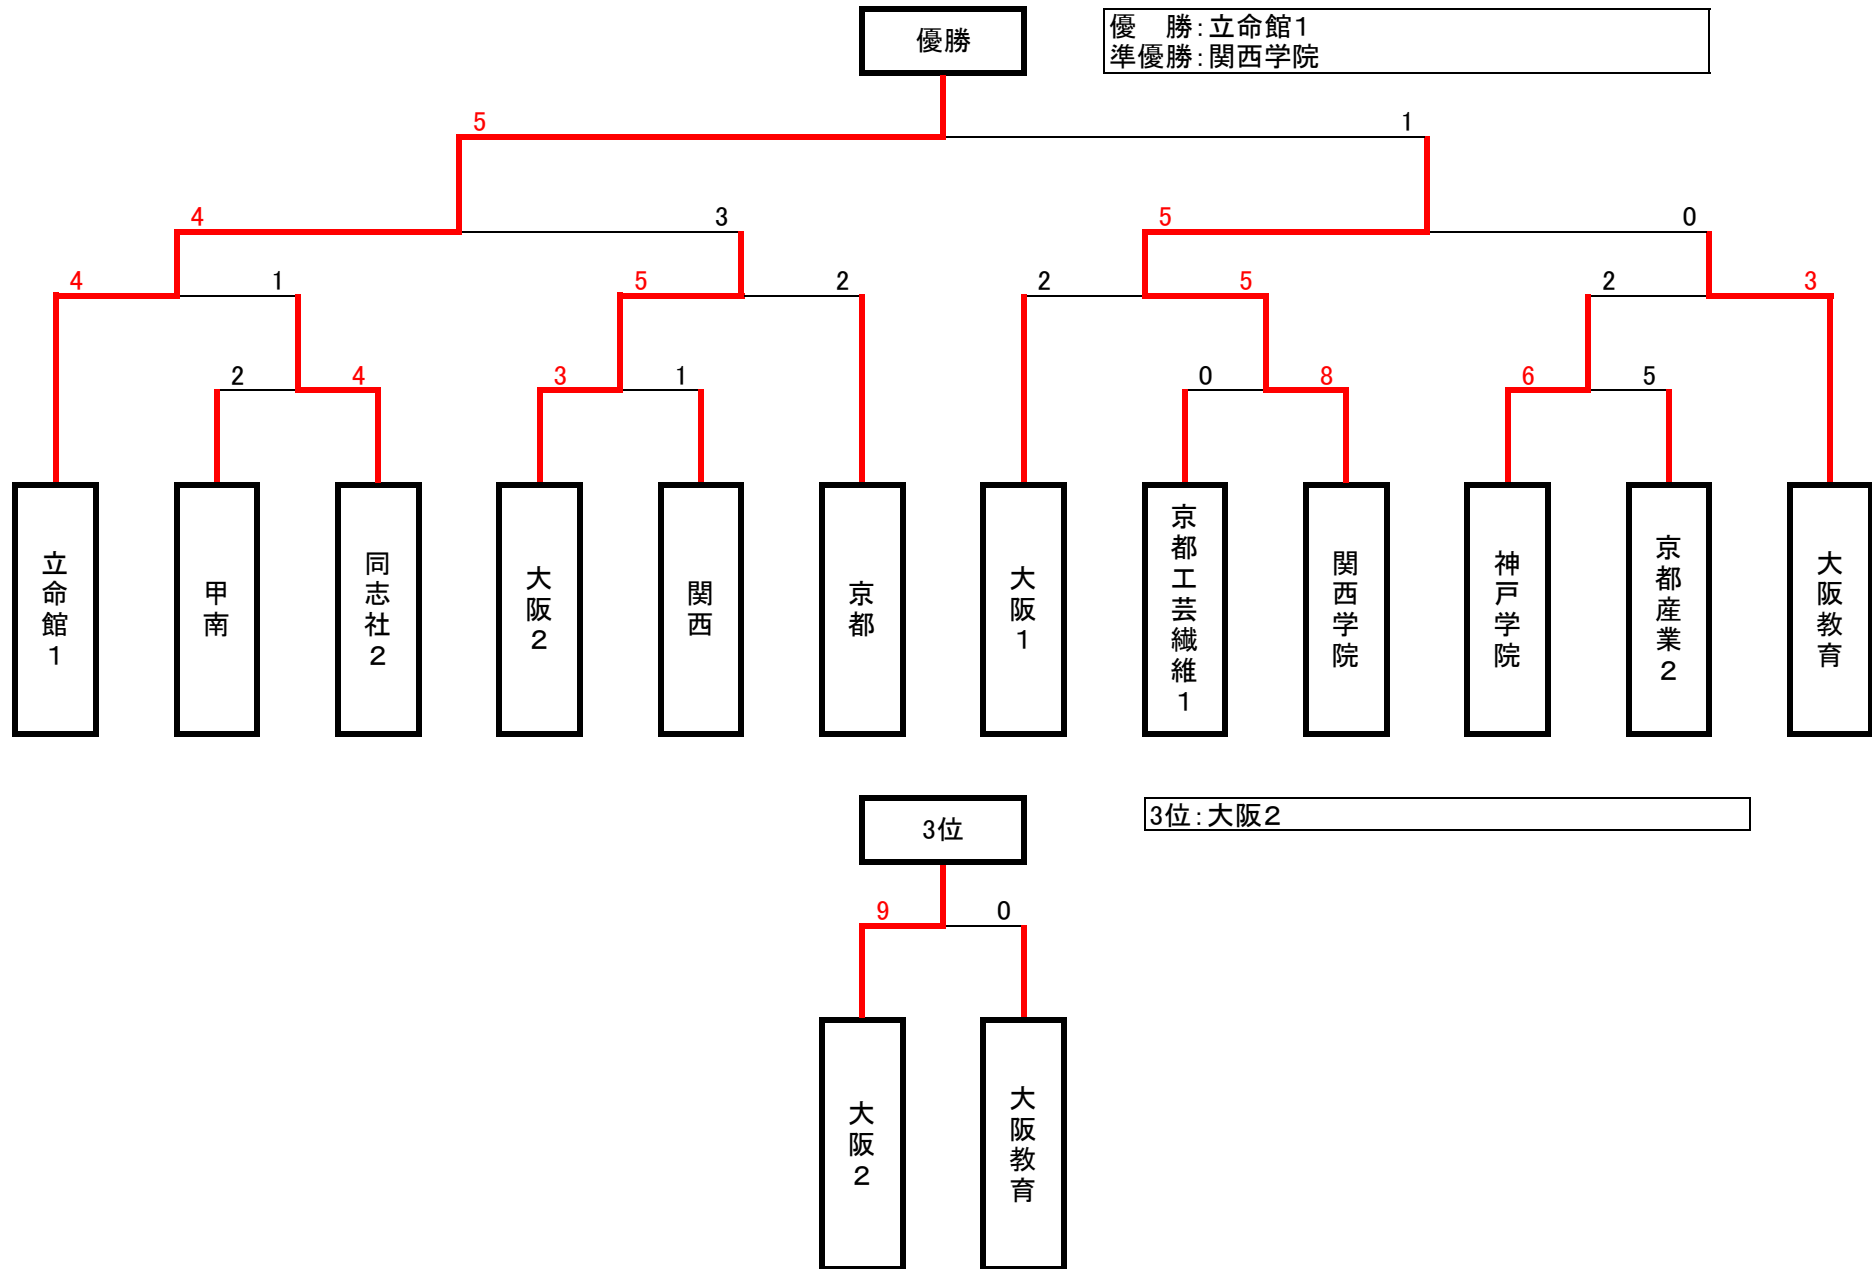 優勝
優　勝：立命館１
準優勝：関西学院
5
1
4
3
5
0
4
1
5
2
2
5
2
3
2
4
3
1
0
8
6
5
立命館１
甲南
同志社２
大阪２
関西
京都
大阪１
京都工芸繊維１
関西学院
神戸学院
京都産業２
大阪教育
3位
3位：大阪２
9
0
大阪２
大阪教育